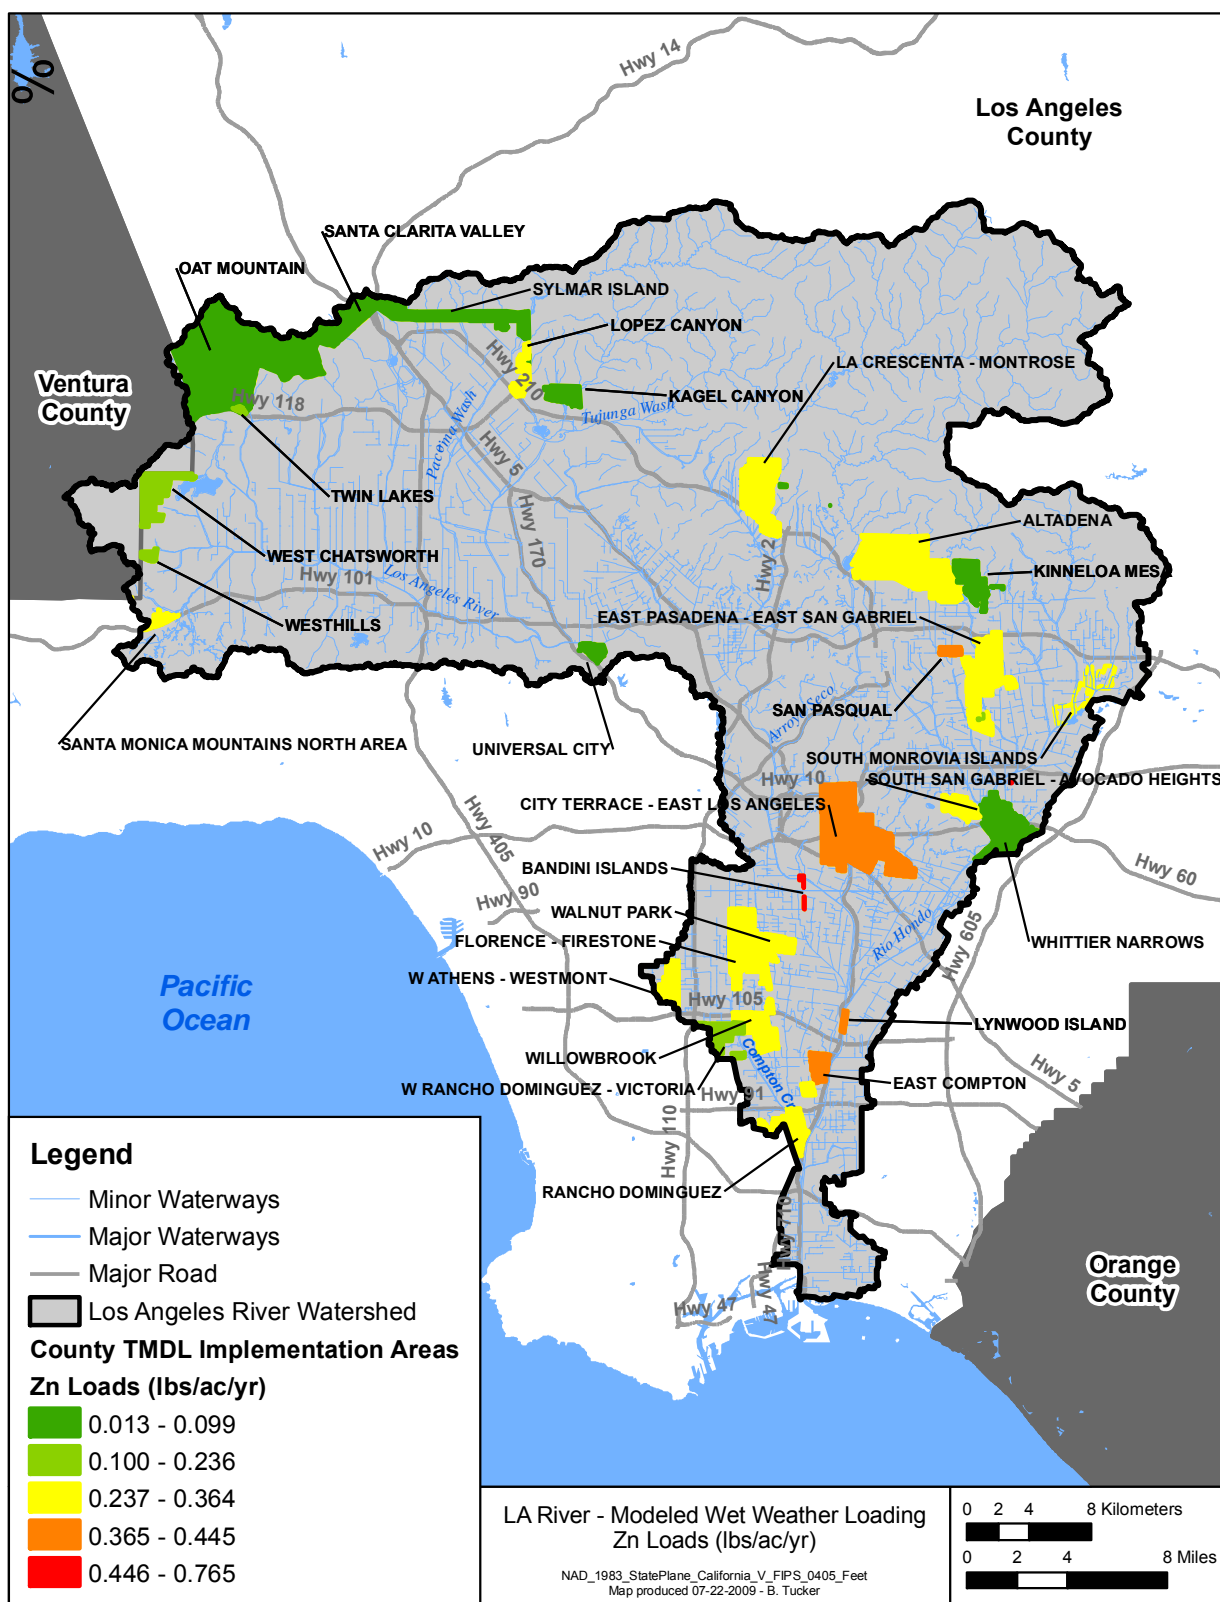 %
Hwy 14
Los Angeles
County
SANTA CLARITA VALLEY
OAT MOUNTAIN
SYLMAR ISLAND
LOPEZ CANYON
LA CRESCENTA - MONTROSE
Ventura
County
Hwy 210
KAGEL CANYON
Hwy 118
Tujunga Wash
Pacoima Wash
Hwy 5
TWIN LAKES
Hwy 170
ALTADENA
WEST CHATSWORTH
Hwy 2
Hwy 101
Los Angeles River
KINNELOA MES
WESTHILLS
EAST PASADENA - EAST SAN GABRIEL
SAN PASQUAL
Arroyo Seco
SANTA MONICA MOUNTAINS NORTH AREA
UNIVERSAL CITY
SOUTH MONROVIA ISLANDS
Hwy 10
SOUTH SAN GABRIEL - AVOCADO HEIGHTS
CITY TERRACE - EAST LOS ANGELES
Hwy 405
Hwy 10
BANDINI ISLANDS
Hwy 60
Hwy 90
WALNUT PARK
Rio Hondo
FLORENCE - FIRESTONE
WHITTIER NARROWS
Hwy 605
W ATHENS - WESTMONT
Pacific
Ocean
Hwy 105
LYNWOOD ISLAND
WILLOWBROOK
Compton Cr
Hwy 5
W RANCHO DOMINGUEZ - VICTORIA
EAST COMPTON
Hwy 91
Hwy 110
RANCHO DOMINGUEZ
Hwy 710
Hwy 47
Hwy 47
Orange
County
Legend
Minor Waterways
Major Waterways
Major Road
Los Angeles River Watershed
County TMDL Implementation Areas
Zn Loads (lbs/ac/yr)
0.013 - 0.099
0.100 - 0.236
0.237 - 0.364
0.365 - 0.445
0.446 - 0.765
LA River - Modeled Wet Weather Loading
Zn Loads (lbs/ac/yr)
NAD_1983_StatePlane_California_V_FIPS_0405_Feet
Map produced 07-22-2009 - B. Tucker
0 2 4 8 Kilometers
0 2 4 8 Miles